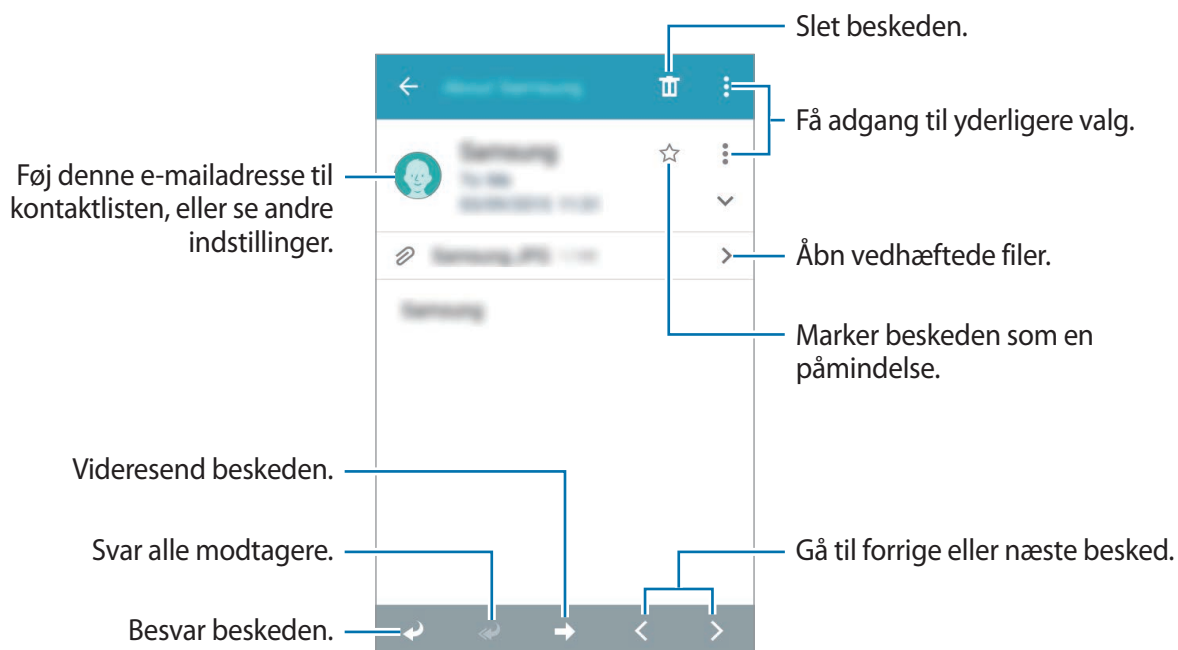 Slet beskeden.
Få adgang til yderligere valg.
Føj denne e-mailadresse til
kontaktlisten, eller se andre
indstillinger.
Åbn vedhæftede filer.
Marker beskeden som en
påmindelse.
Videresend beskeden.
Svar alle modtagere.
Gå til forrige eller næste besked.
Besvar beskeden.